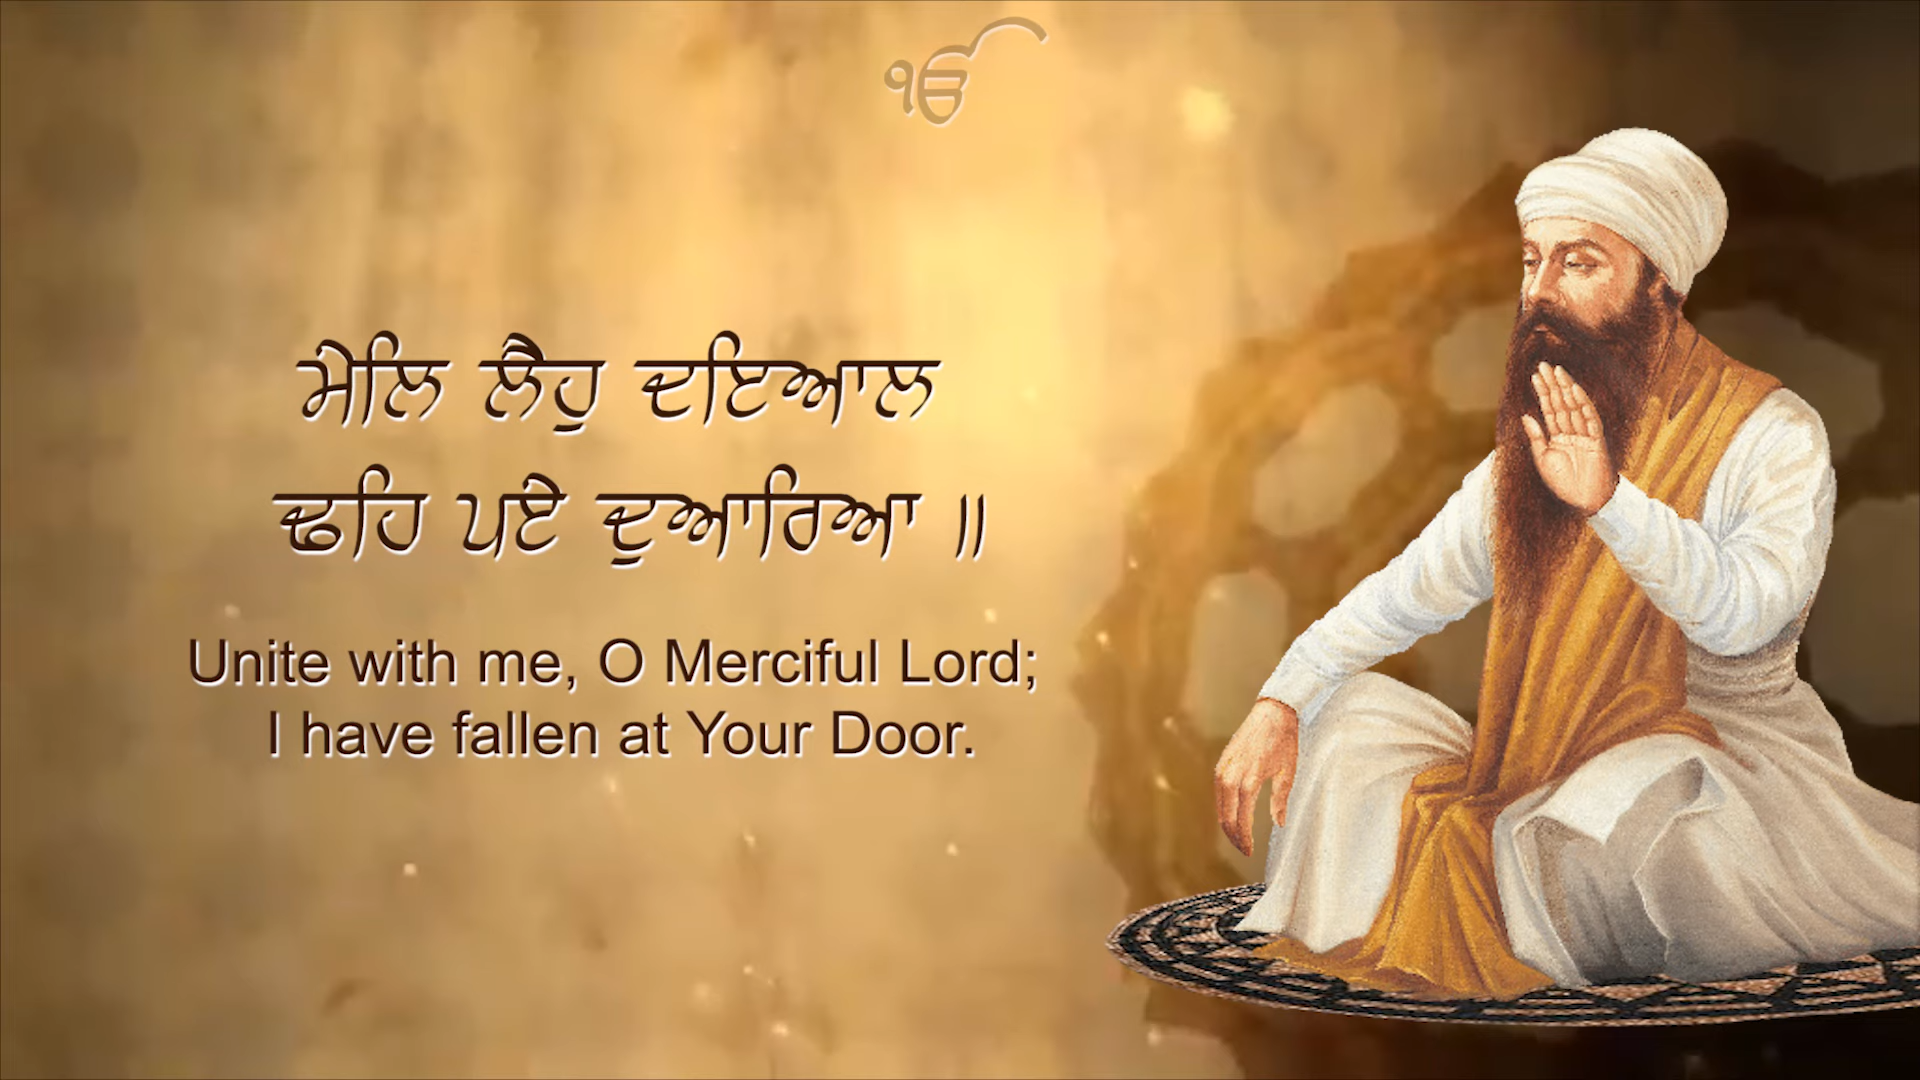 ੴ
ਮੇਲਿ ਲੈਹੁ ਦਇਆਲ
ਢਹਿ ਪਏ ਦੁਆਰਿਆ ॥
Unite with me, O Merciful Lord;
I have fallen at Your Door.